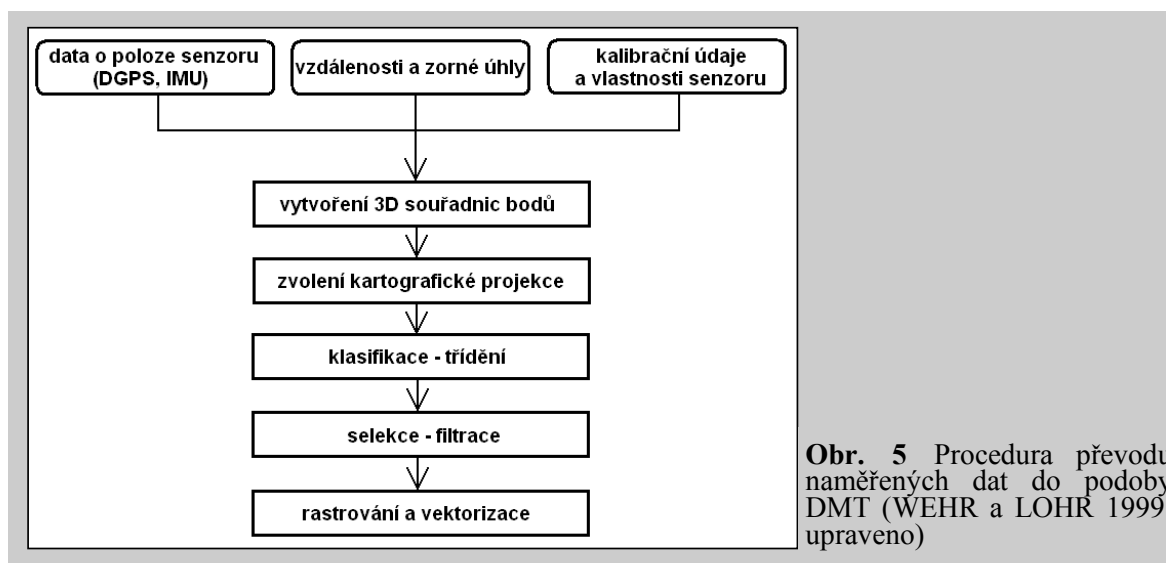 data o poloze senzoru
(DGPS, IMU)
vzdálenosti a zorné úhly
kalibrační údaje
a vlastnosti senzoru
vytvoření 3D souřadnic bodů
zvolení kartografické projekce
klasifikace - třídění
selekce - filtrace
rastrování a vektorizace
Obr. 5 Procedura převodu
naměřených dat do podoby
DMT (WEHR a LOHR 1999
upraveno)